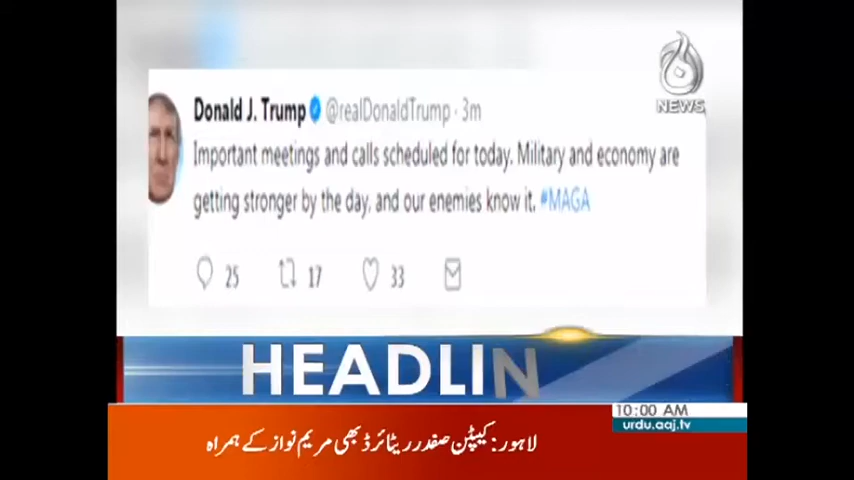 NEWS
Donald J. Trump @realDonaldTrump · 3m
Important meetings and calls scheduled for today. Military and economy are
getting stronger by the day, and our enemies know it. #MAGA
25 17 33
HEADLIN
10:00 AM
urdu.aaj.tv
لاہور: کیپٹن صفدر ریٹائرڈ بھی مریم نواز کے ہمراہ